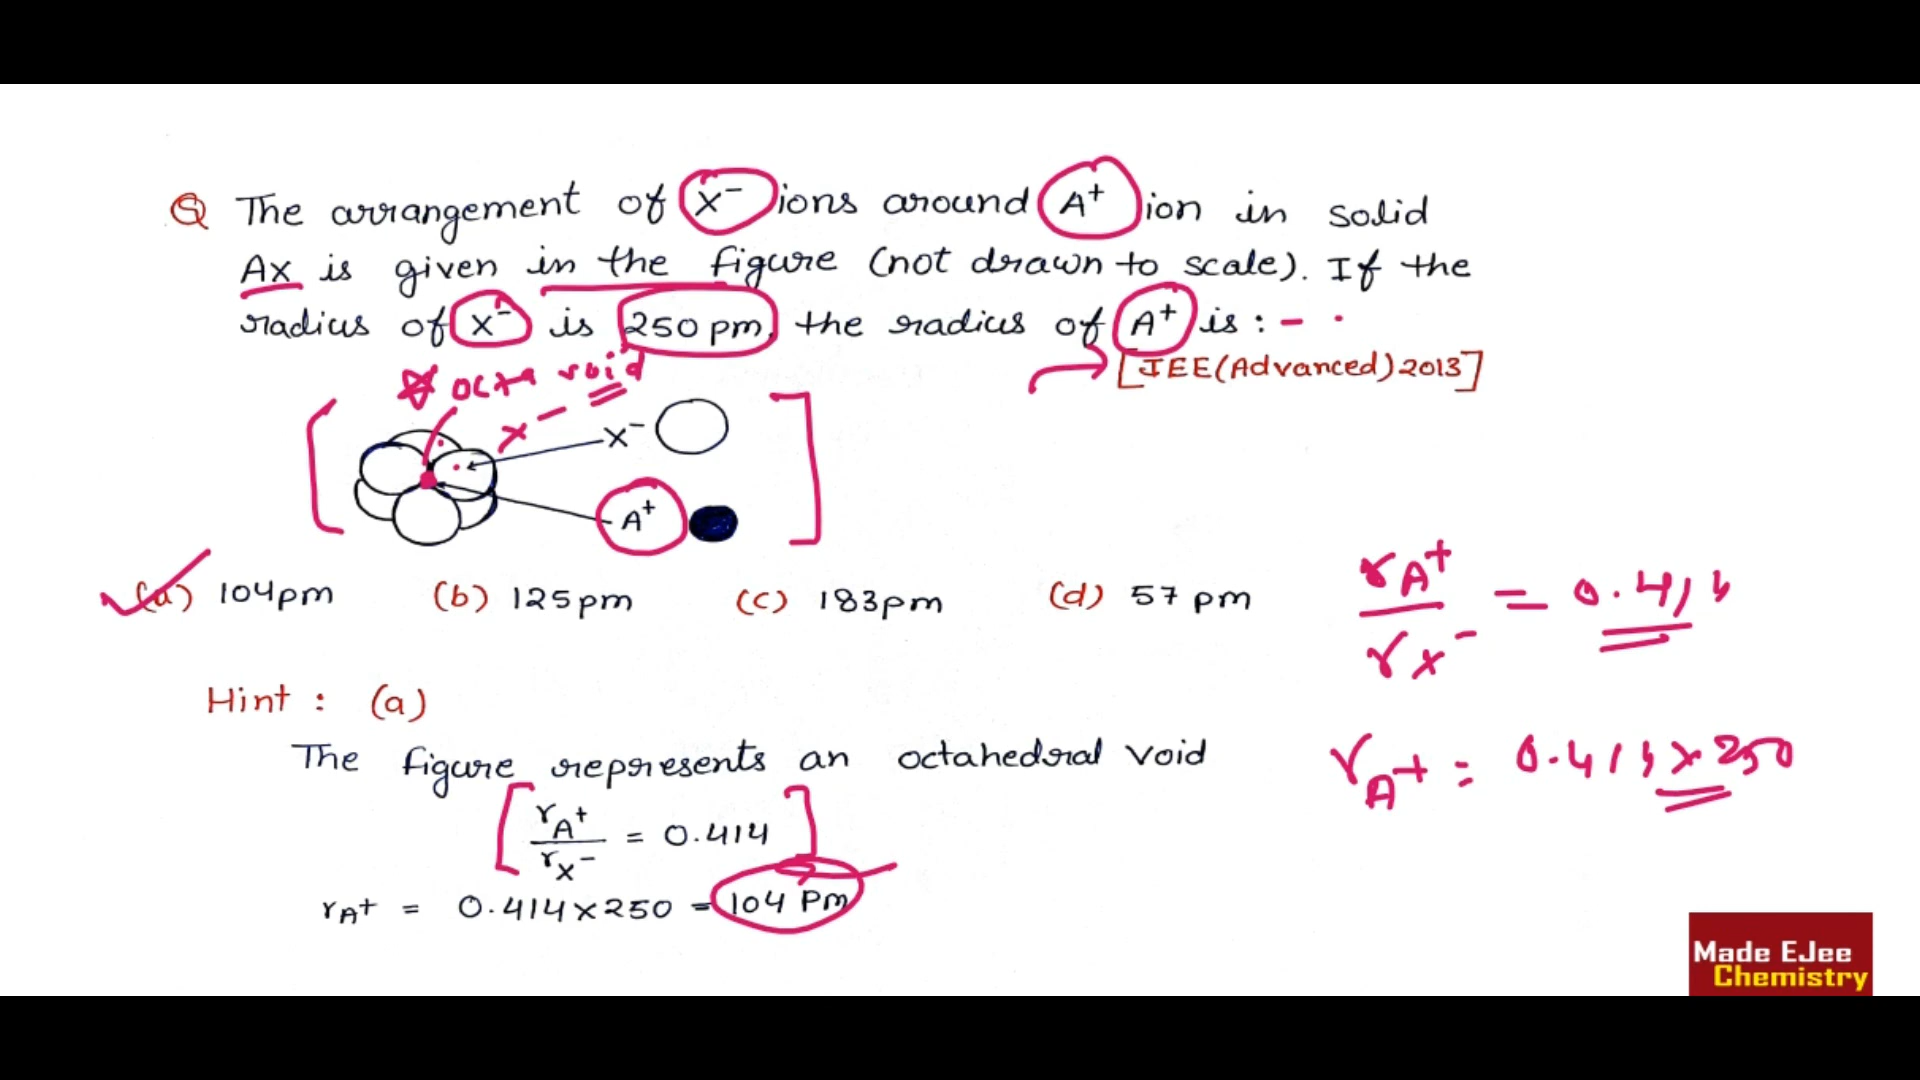 Q The arrangement of X⁻ ions around A⁺ ion in solid
AX is given in the figure (not drawn to scale). If the
radius of X⁻ is 250 pm, the radius of A⁺ is : -
[JEE(Advanced)2013]
octa void
X⁻
X⁻
A⁺
(a) 104pm (b) 125pm (c) 183pm (d) 57 pm
rA⁺ / rX⁻ = 0.414
Hint : (a)
The figure represents an octahedral void
rA⁺ = 0.414 × 250
rA⁺ / rX⁻ = 0.414
rA⁺ = 0.414 × 250 = 104 Pm
Made EJee
Chemistry